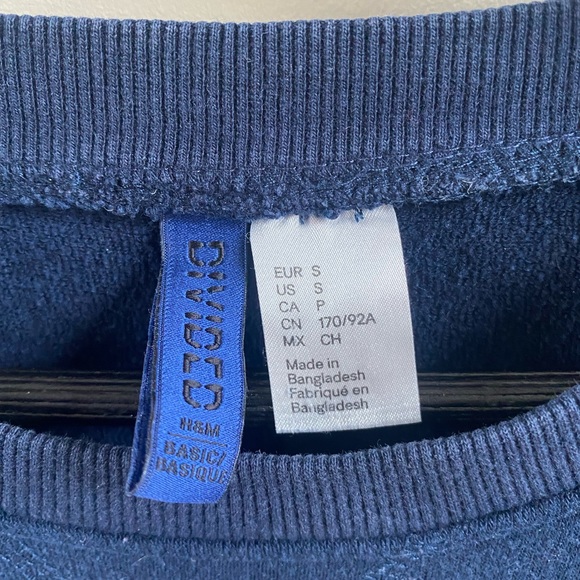 DIVIDED
H&M
BASIC/
BASIQUE
EUR S
US S
CA P
CN 170/92A
MX CH
Made in
Bangladesh
Fabriqué en
Bangladesh